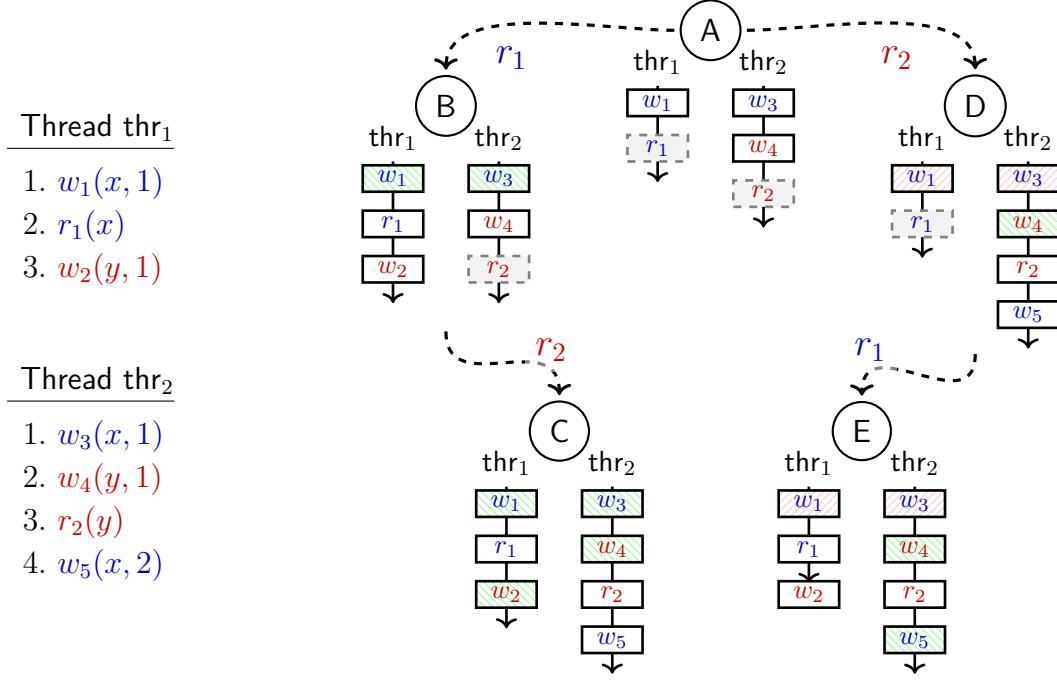 A
r₁
r₂
thr₁ thr₂
w₁ w₃
r₁ w₄
r₂
B
thr₁ thr₂
w₁ w₃
r₁ w₄
w₂ r₂
D
thr₁ thr₂
w₁ w₃
r₁ w₄
r₂
w₅
Thread thr₁
1. w₁(x, 1)
2. r₁(x)
3. w₂(y, 1)
r₂
r₁
Thread thr₂
1. w₃(x, 1)
2. w₄(y, 1)
3. r₂(y)
4. w₅(x, 2)
C
thr₁ thr₂
w₁ w₃
r₁ w₄
w₂ r₂
w₅
E
thr₁ thr₂
w₁ w₃
r₁ w₄
w₂ r₂
w₅